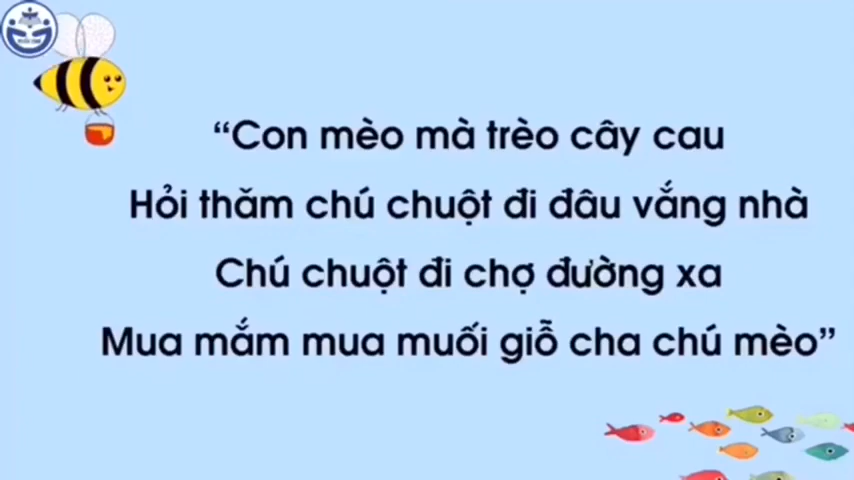 “Con mèo mà trèo cây cau
Hỏi thăm chú chuột đi đâu vắng nhà
Chú chuột đi chợ đường xa
Mua mắm mua muối giỗ cha chú mèo”